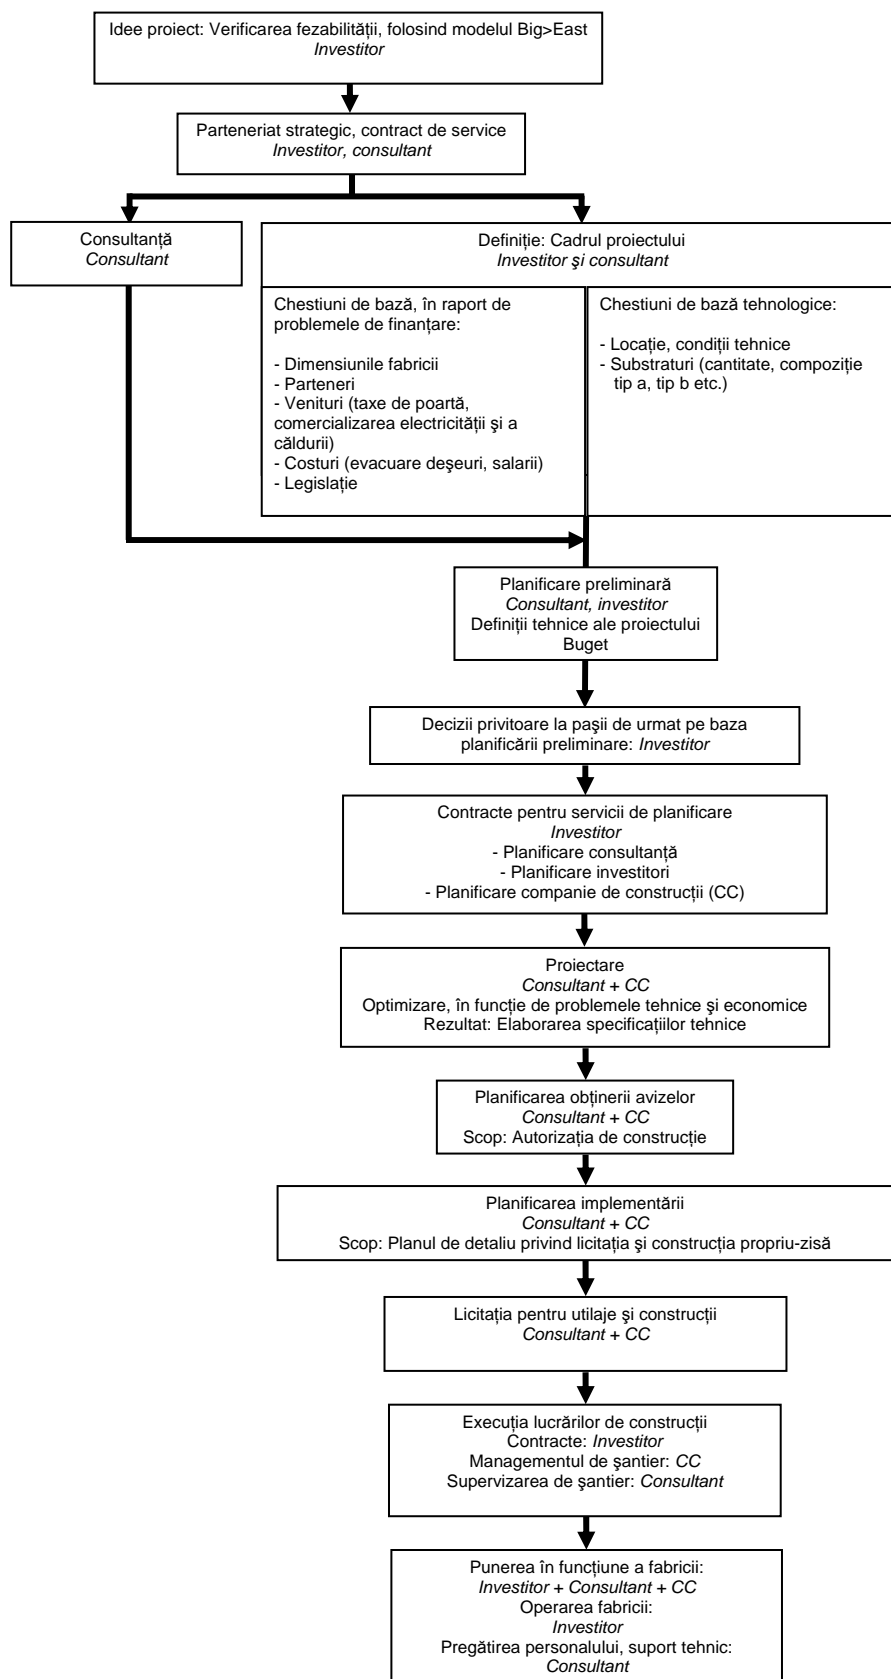 Idee proiect: Verificarea fezabilității, folosind modelul Big>East
Investitor
Parteneriat strategic, contract de service
Investitor, consultant
Consultanță
Consultant
Definiție: Cadrul proiectului
Investitor şi consultant
Chestiuni de bază, în raport de
problemele de finanțare:
- Dimensiunile fabricii
- Parteneri
- Venituri (taxe de poartă,
comercializarea electricității şi a
căldurii)
- Costuri (evacuare deşeuri, salarii)
- Legislație
Chestiuni de bază tehnologice:
- Locație, condiții tehnice
- Substraturi (cantitate, compoziție
tip a, tip b etc.)
Planificare preliminară
Consultant, investitor
Definiții tehnice ale proiectului
Buget
Decizii privitoare la paşii de urmat pe baza
planificării preliminare: Investitor
Contracte pentru servicii de planificare
Investitor
- Planificare consultanță
- Planificare investitori
- Planificare companie de construcții (CC)
Proiectare
Consultant + CC
Optimizare, în funcție de problemele tehnice şi economice
Rezultat: Elaborarea specificațiilor tehnice
Planificarea obținerii avizelor
Consultant + CC
Scop: Autorizația de construcție
Planificarea implementării
Consultant + CC
Scop: Planul de detaliu privind licitația şi construcția propriu-zisă
Licitația pentru utilaje şi construcții
Consultant + CC
Execuția lucrărilor de construcții
Contracte: Investitor
Managementul de şantier: CC
Supervizarea de şantier: Consultant
Punerea în funcțiune a fabricii:
Investitor + Consultant + CC
Operarea fabricii:
Investitor
Pregătirea personalului, suport tehnic:
Consultant